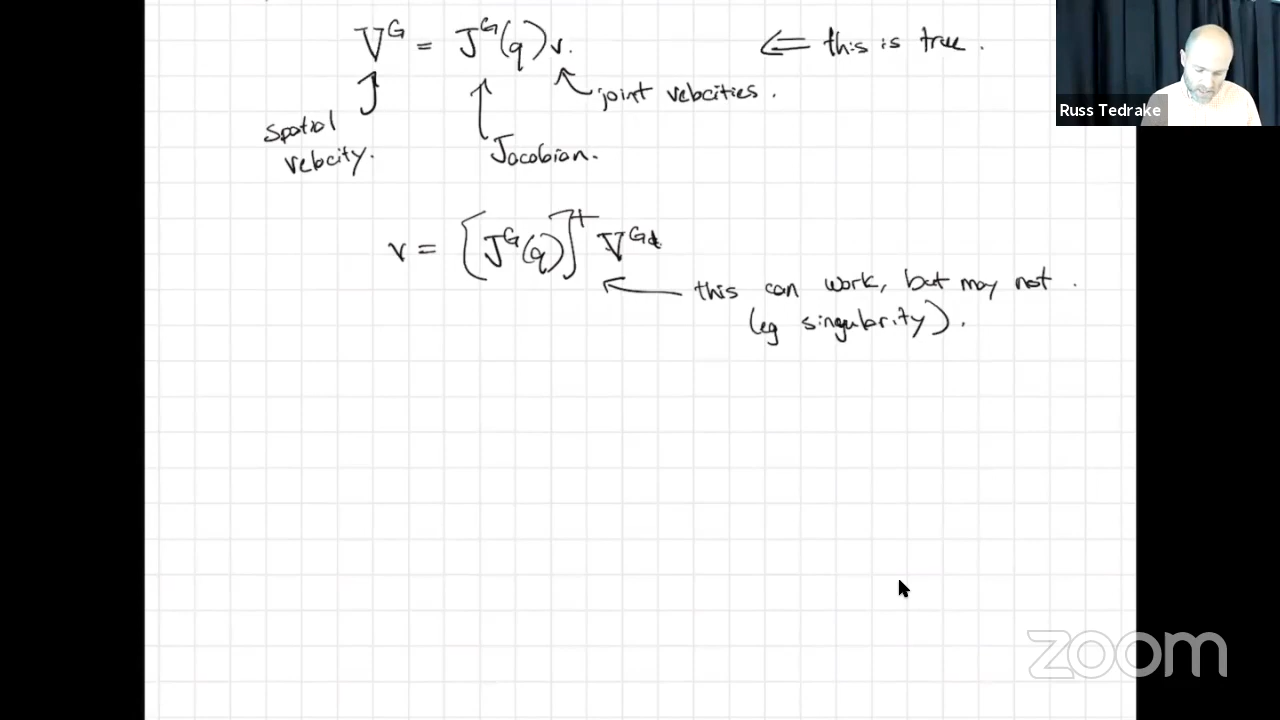 V^G = J^G(q) v.
⇐ this is true.
joint velocities.
Spatial
velocity.
Jacobian.
v = [J^G(q)]^+ V^{Gd}
this can work, but may not.
(eg singularity).
Russ Tedrake
zoom